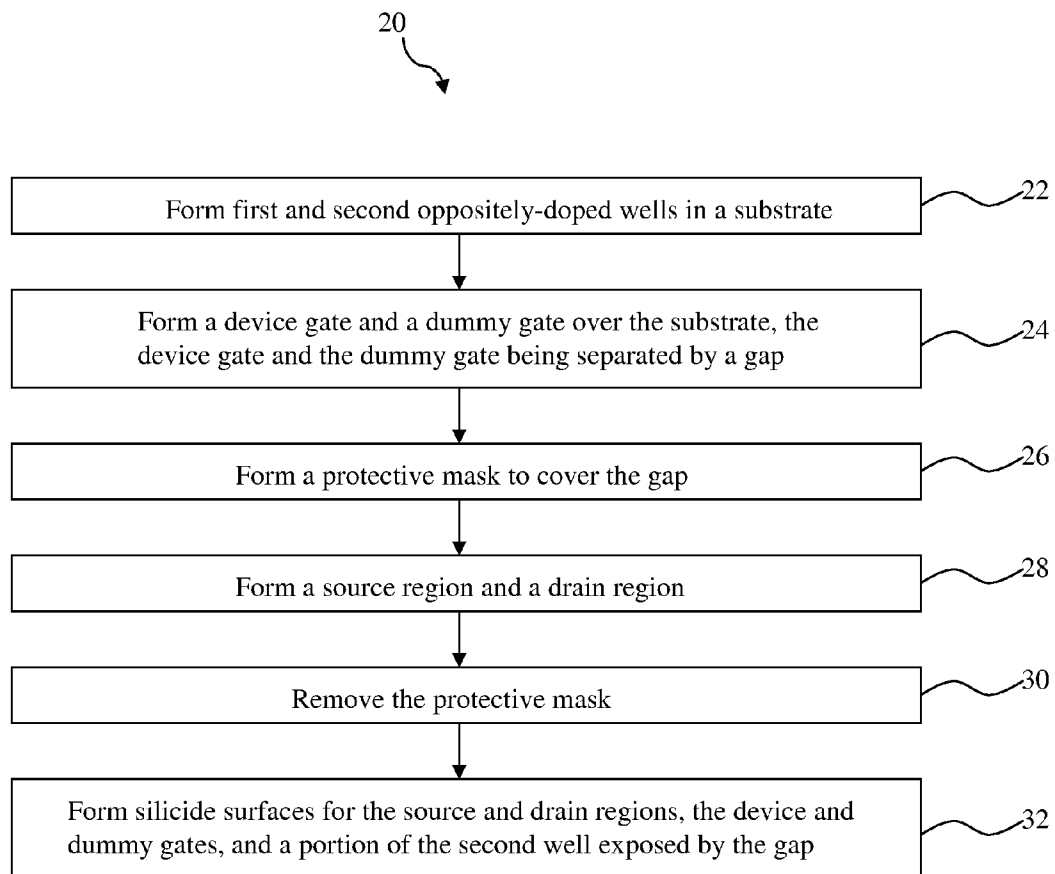 20
Form first and second oppositely-doped wells in a substrate
22
Form a device gate and a dummy gate over the substrate, the
device gate and the dummy gate being separated by a gap
24
Form a protective mask to cover the gap
26
Form a source region and a drain region
28
Remove the protective mask
30
Form silicide surfaces for the source and drain regions, the device and
dummy gates, and a portion of the second well exposed by the gap
32